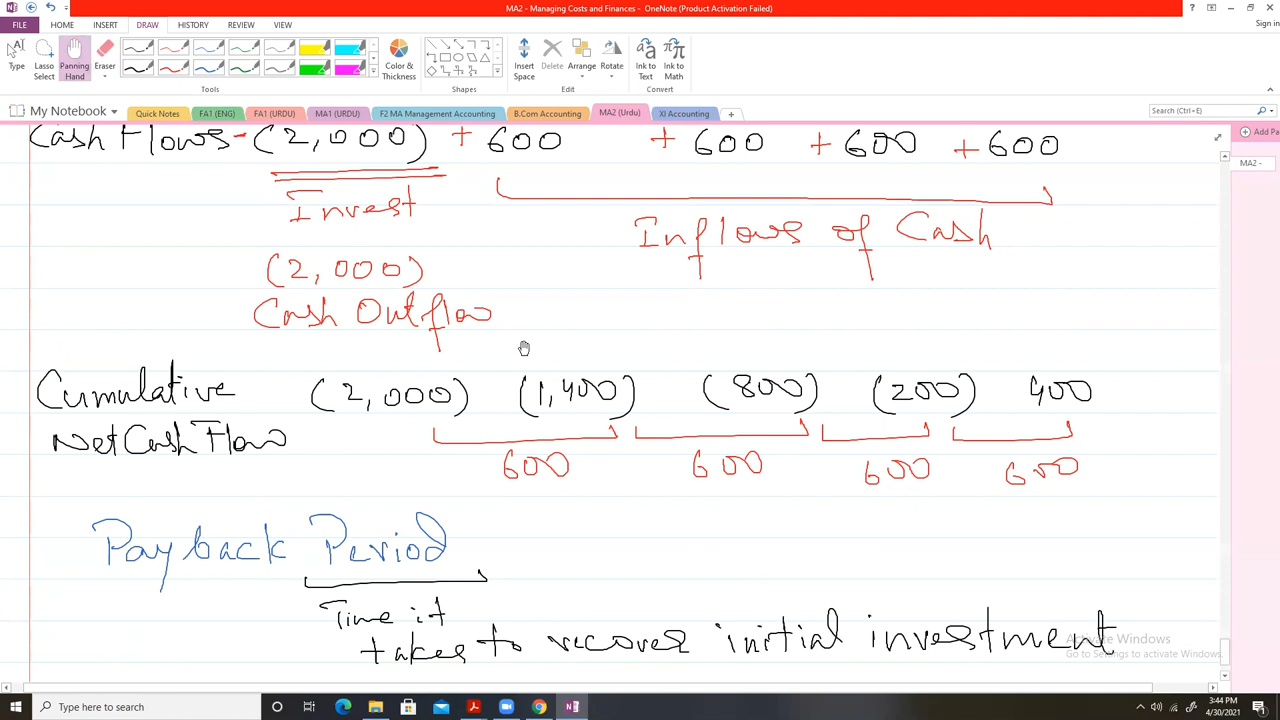 MA2 - Managing Costs and Finances - OneNote (Product Activation Failed)
FILE HOME INSERT DRAW HISTORY REVIEW VIEW
Sign in
Type Lasso Select Panning Hand Eraser Color & Thickness Insert Space Delete Arrange Rotate Ink to Text Ink to Math
Tools Shapes Edit Convert
My Notebook Quick Notes FA1 (ENG) FA1 (URDU) MA1 (URDU) F2 MA Management Accounting B.Com Accounting MA2 (Urdu) XI Accounting Search (Ctrl+E)
Add Pa
MA2 -
Cash Flows - (2,000) + 600 + 600 + 600 + 600
Invest
Inflows of Cash
(2,000)
Cash Outflow
Cumulative (2,000) (1,400) (800) (200) 400
Net Cash Flow
600 600 600 600
Payback Period
Time it
takes to recover initial investment
Activate Windows
Go to Settings to activate Windows.
Type here to search
3:44 PM
4/30/2021